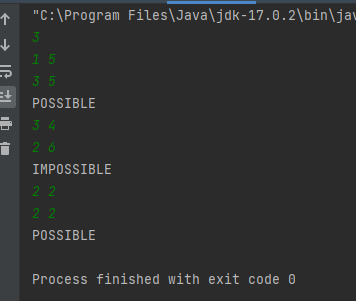 "C:\Program Files\Java\jdk-17.0.2\bin\jav
3
1 5
3 5
POSSIBLE
3 4
2 6
IMPOSSIBLE
2 2
2 2
POSSIBLE
Process finished with exit code 0